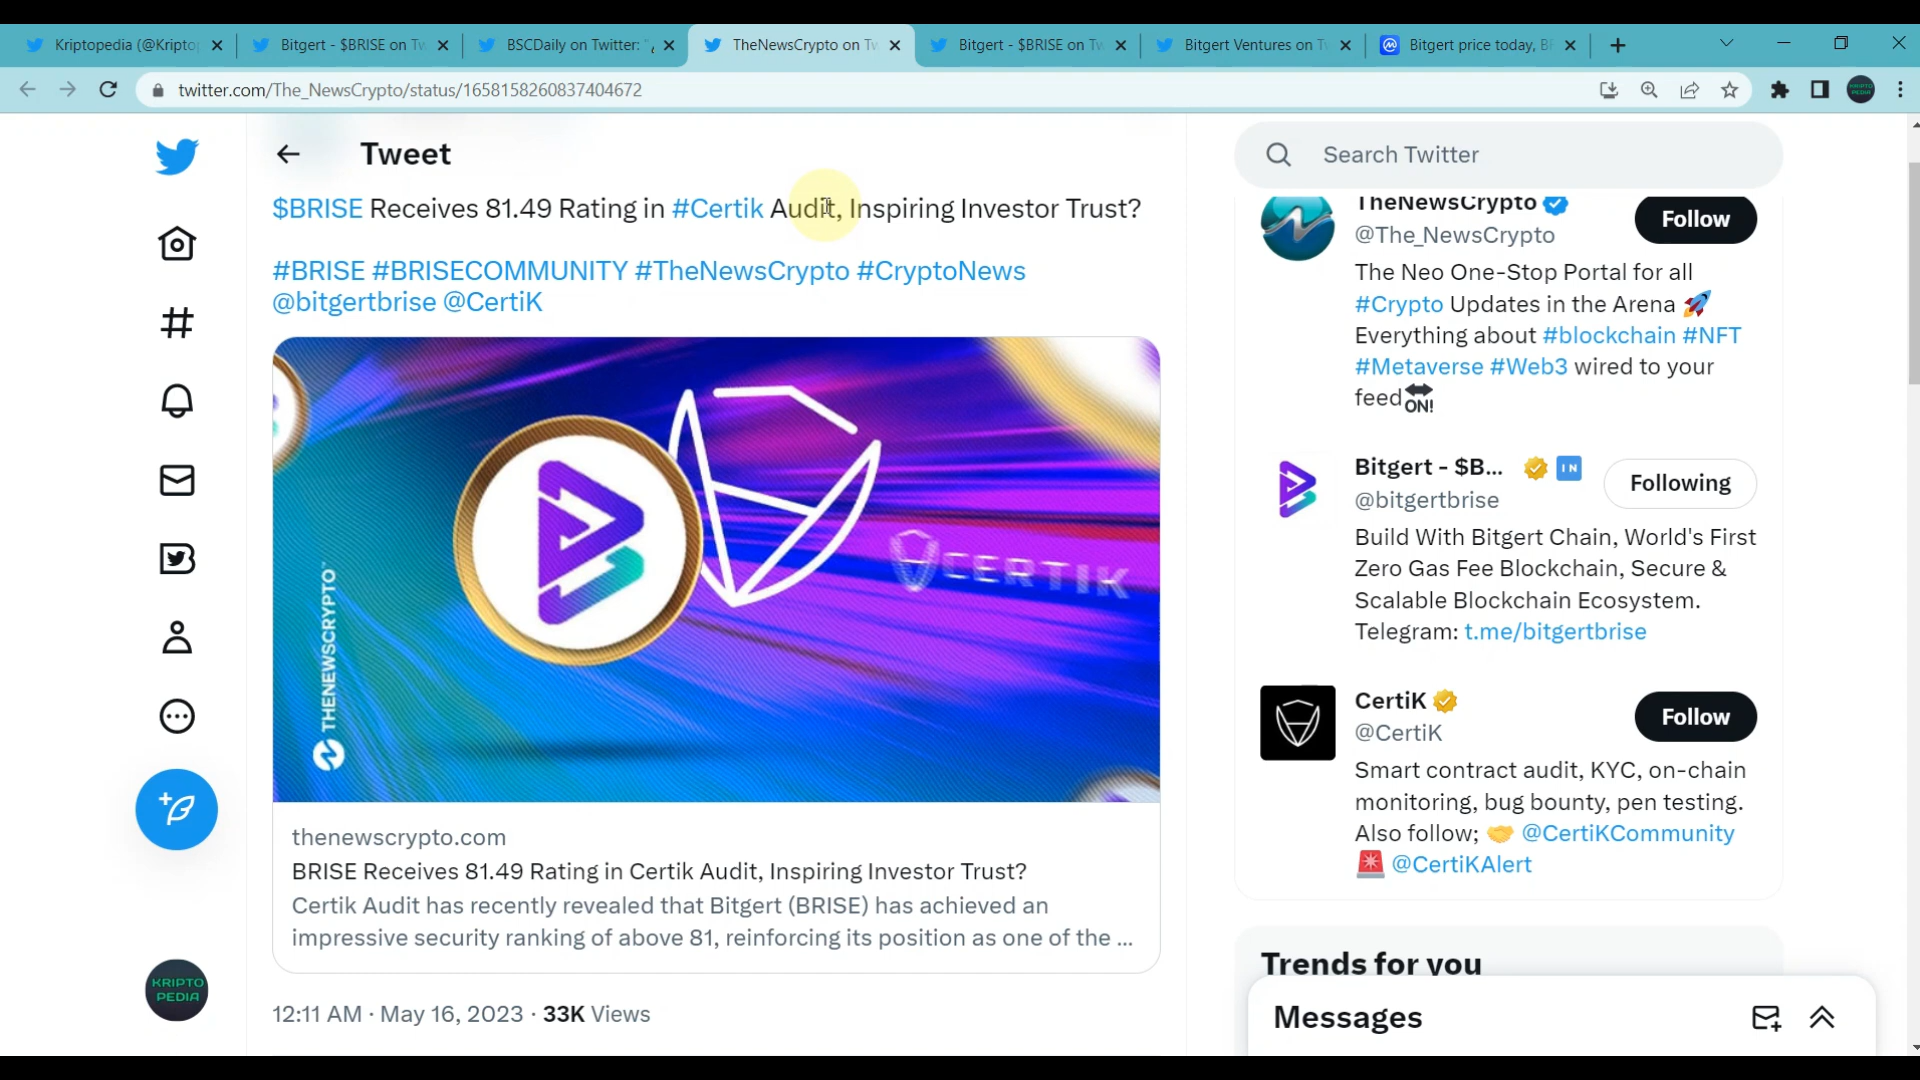 Kriptopedia (@Kripto
Bitgert - $BRISE on Tw
BSCDaily on Twitter: "
TheNewsCrypto on Tw
Bitgert - $BRISE on Tw
Bitgert Ventures on T
Bitgert price today, B
twitter.com/The_NewsCrypto/status/1658158260837404672
Tweet
$BRISE Receives 81.49 Rating in #Certik Audit, Inspiring Investor Trust?
#BRISE #BRISECOMMUNITY #TheNewsCrypto #CryptoNews
@bitgertbrise @CertiK
THENEWSCRYPTO
CERTIK
thenewscrypto.com
BRISE Receives 81.49 Rating in Certik Audit, Inspiring Investor Trust?
Certik Audit has recently revealed that Bitgert (BRISE) has achieved an
impressive security ranking of above 81, reinforcing its position as one of the ...
12:11 AM · May 16, 2023 · 33K Views
KRIPTO
PEDIA
Search Twitter
TheNewsCrypto
Follow
@The_NewsCrypto
The Neo One-Stop Portal for all
#Crypto Updates in the Arena 🚀
Everything about #blockchain #NFT
#Metaverse #Web3 wired to your
feed🔛
Bitgert - $B...
Following
@bitgertbrise
Build With Bitgert Chain, World's First
Zero Gas Fee Blockchain, Secure &
Scalable Blockchain Ecosystem.
Telegram: t.me/bitgertbrise
CertiK
Follow
@CertiK
Smart contract audit, KYC, on-chain
monitoring, bug bounty, pen testing.
Also follow; 🤝 @CertiKCommunity
🚨 @CertiKAlert
Trends for you
Messages